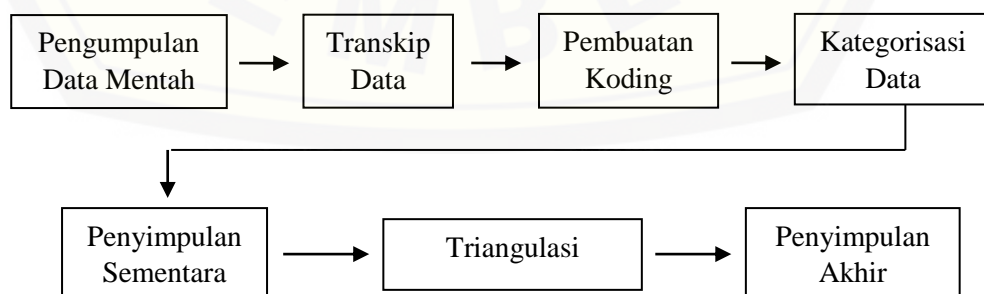 Pengumpulan
Data Mentah
Transkip
Data
Pembuatan
Koding
Kategorisasi
Data
Penyimpulan
Sementara
Triangulasi
Penyimpulan
Akhir